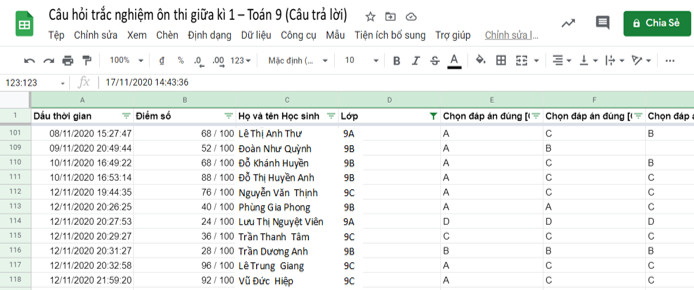 Câu hỏi trắc nghiệm ôn thi giữa kì 1 – Toán 9 (Câu trả lời)
Chia Sẻ
Tệp Chỉnh sửa Xem Chèn Định dạng Dữ liệu Công cụ Mẫu Tiện ích bổ sung Trợ giúp Chỉnh sửa l...
100% ₫ % .0 .00 123 Mặc định (... 10 B I S A
123:123 fx 17/11/2020 14:43:36
A B C D E F
1 Dấu thời gian Điểm số Họ và tên Học sinh Lớp Chọn đáp án đúng [ Chọn đáp án đúng [ Chọn đáp á
101 08/11/2020 15:27:47 68 / 100 Lê Thị Anh Thư 9A A C B
109 09/11/2020 20:49:44 52 / 100 Đoàn Như Quỳnh 9B A B
110 10/11/2020 16:49:22 68 / 100 Đỗ Khánh Huyền 9B A C B
111 10/11/2020 16:53:14 88 / 100 Đỗ Thị Huyền Anh 9B A C C
112 12/11/2020 19:44:35 76 / 100 Nguyễn Văn Thịnh 9C A C C
113 12/11/2020 20:26:25 40 / 100 Phùng Gia Phong 9B A A C
114 12/11/2020 20:27:53 24 / 100 Lưu Thị Nguyệt Viên 9A D D D
115 12/11/2020 20:29:27 36 / 100 Trần Thanh Tâm 9C C C C
116 12/11/2020 20:31:27 28 / 100 Trần Dương Anh 9B B B B
117 12/11/2020 20:32:58 96 / 100 Lê Trung Giang 9C A C C
118 12/11/2020 21:59:20 92 / 100 Vũ Đức Hiệp 9C A C C